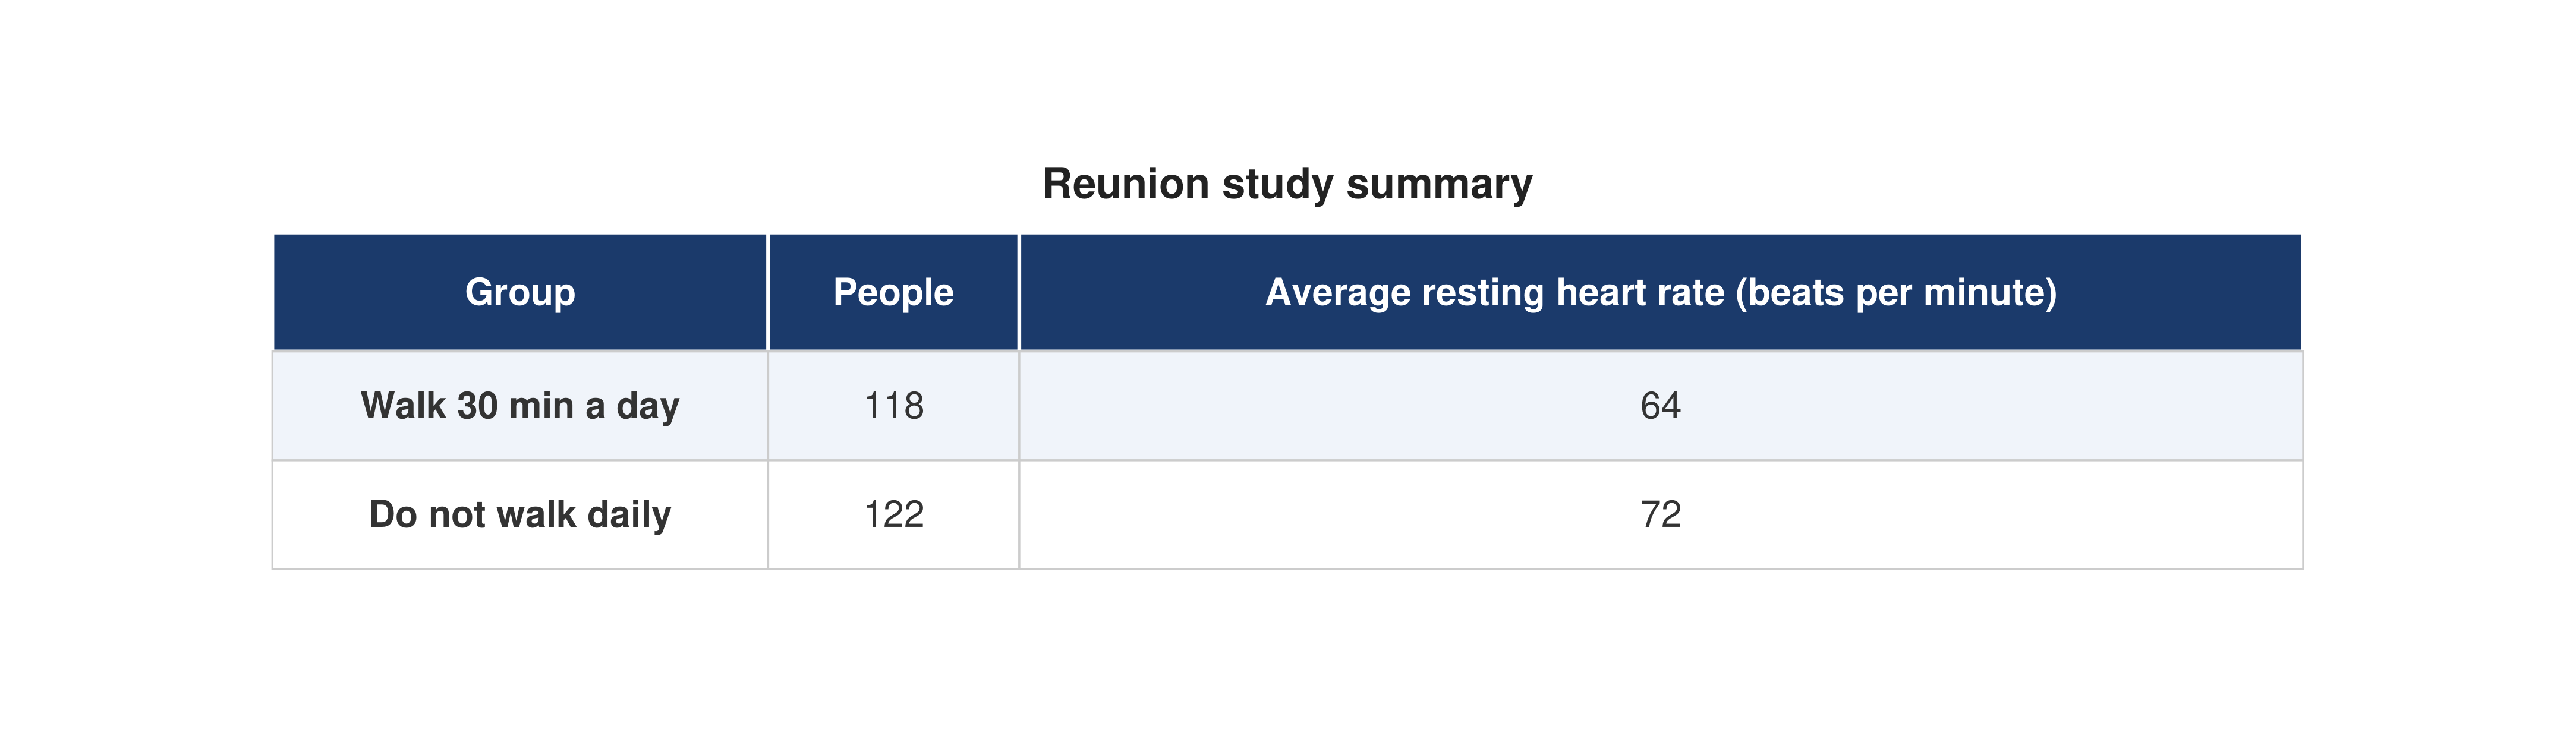 Reunion study summary
Group People Average resting heart rate (beats per minute)
Walk 30 min a day 118 64
Do not walk daily 122 72